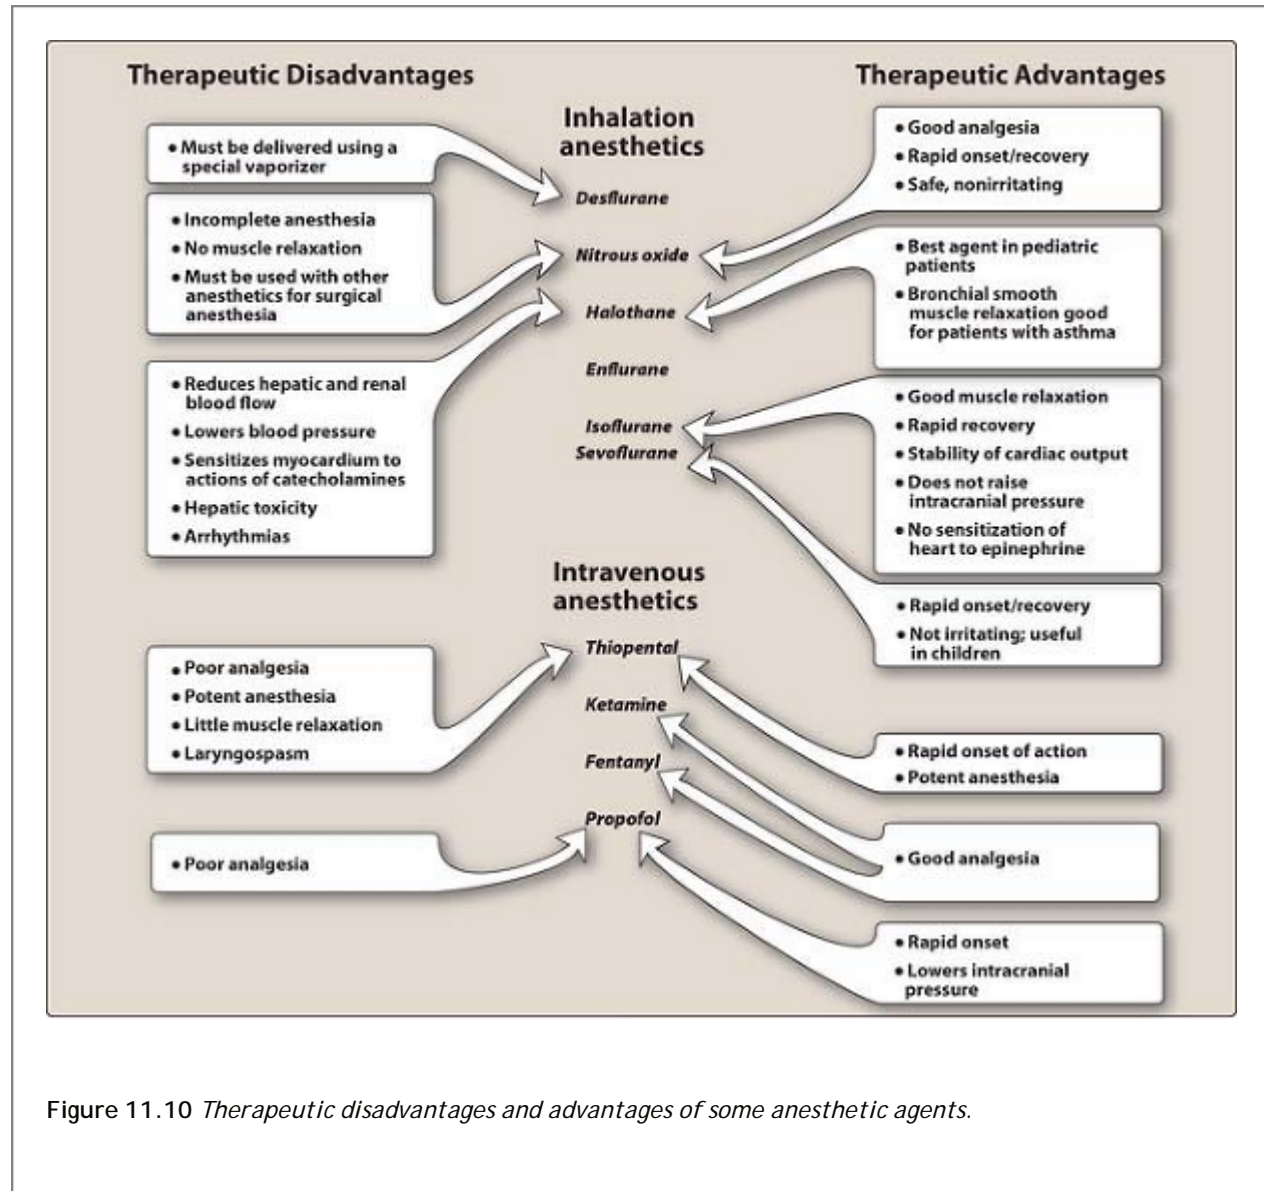 Therapeutic Disadvantages
Therapeutic Advantages
Inhalation
anesthetics
• Must be delivered using a
special vaporizer
• Incomplete anesthesia
• No muscle relaxation
• Must be used with other
anesthetics for surgical
anesthesia
• Reduces hepatic and renal
blood flow
• Lowers blood pressure
• Sensitizes myocardium to
actions of catecholamines
• Hepatic toxicity
• Arrhythmias
Desflurane
Nitrous oxide
Halothane
Enflurane
Isoflurane
Sevoflurane
• Good analgesia
• Rapid onset/recovery
• Safe, nonirritating
• Best agent in pediatric
patients
• Bronchial smooth
muscle relaxation good
for patients with asthma
• Good muscle relaxation
• Rapid recovery
• Stability of cardiac output
• Does not raise
intracranial pressure
• No sensitization of
heart to epinephrine
• Rapid onset/recovery
• Not irritating; useful
in children
Intravenous
anesthetics
• Poor analgesia
• Potent anesthesia
• Little muscle relaxation
• Laryngospasm
• Poor analgesia
Thiopental
Ketamine
Fentanyl
Propofol
• Rapid onset of action
• Potent anesthesia
• Good analgesia
• Rapid onset
• Lowers intracranial
pressure
Figure 11.10 Therapeutic disadvantages and advantages of some anesthetic agents.